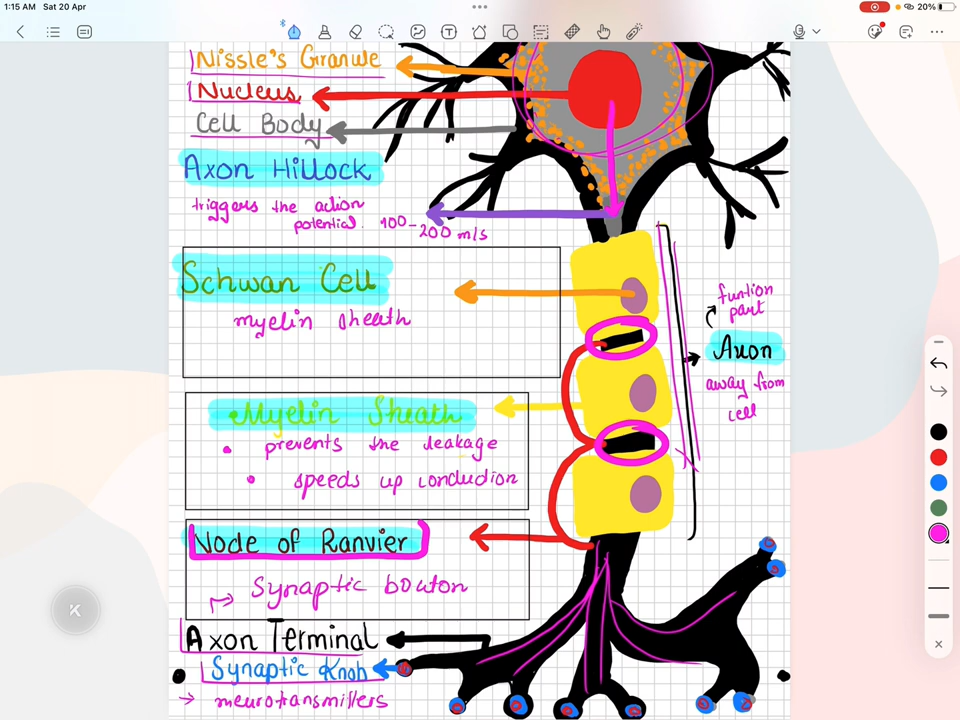 1:15 AM Sat 20 Apr
20%
Nissle's Granule
Nucleus
Cell Body
Axon Hillock
triggers the action
potential. 100-200 m/s
Schwan Cell
myelin sheath
funtion
part
Axon
away from
cell
Myelin Sheath
• prevents the leakage
• speeds up conduction
Node of Ranvier
Synaptic bouton
Axon Terminal
Synaptic Knob
→ neurotransmitters